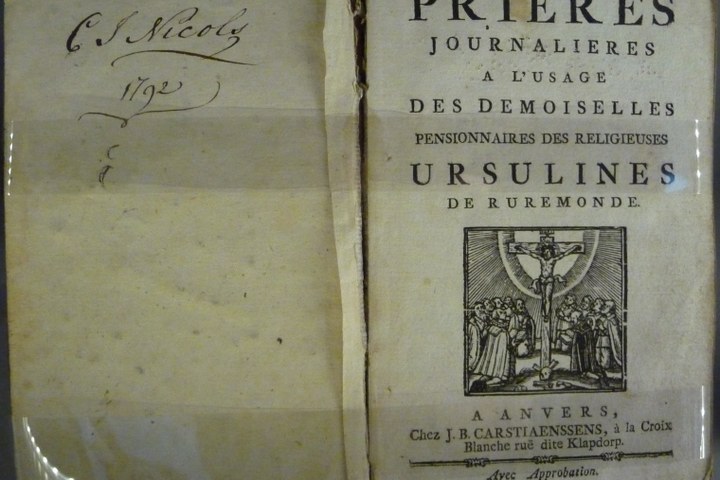 C J Nicols
1792
PRIERES
JOURNALIERES
A L'USAGE
DES DEMOISELLES
PENSIONNAIRES DES RELIGIEUSES
URSULINES
DE RUREMONDE.
A ANVERS,
Chez J. B. CARSTIAENSSENS, à la Croix
Blanche ruë dite Klapdorp.
Avec Approbation.